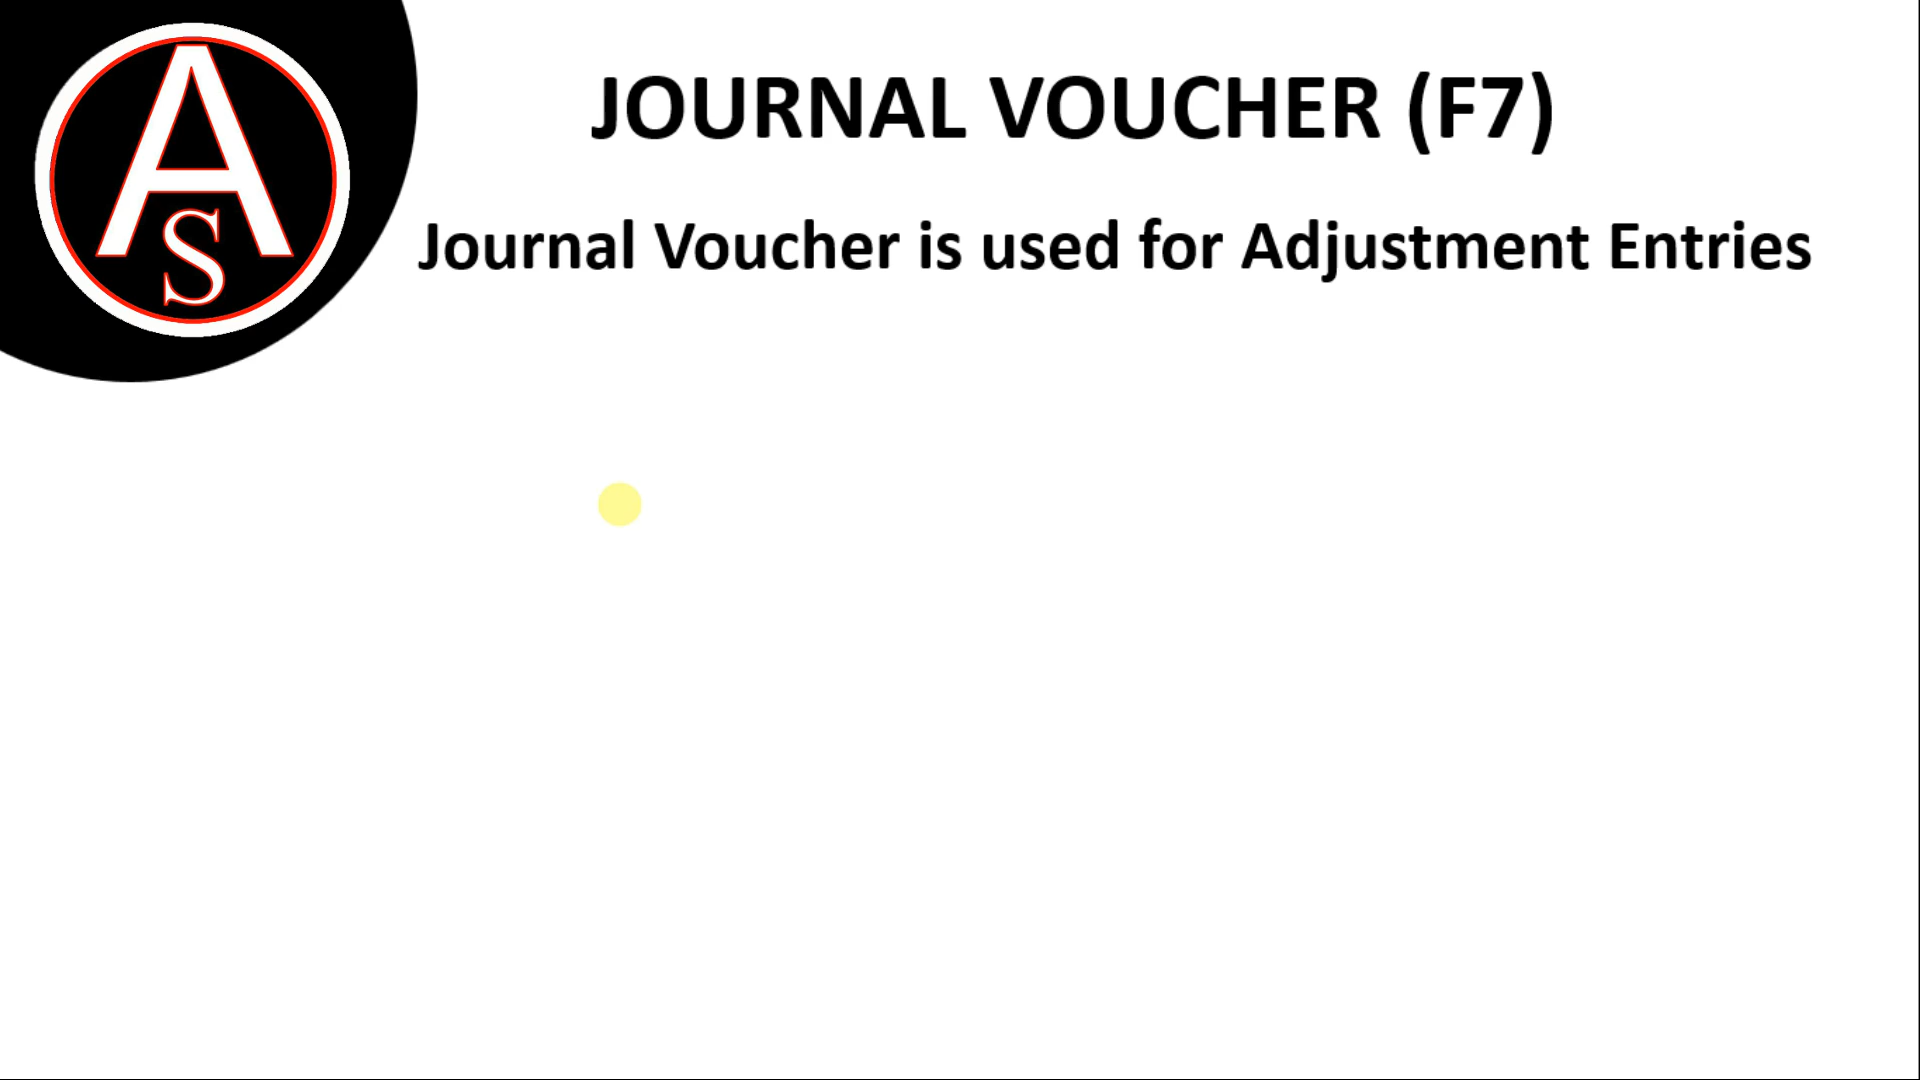 A
S
JOURNAL VOUCHER (F7)
Journal Voucher is used for Adjustment Entries